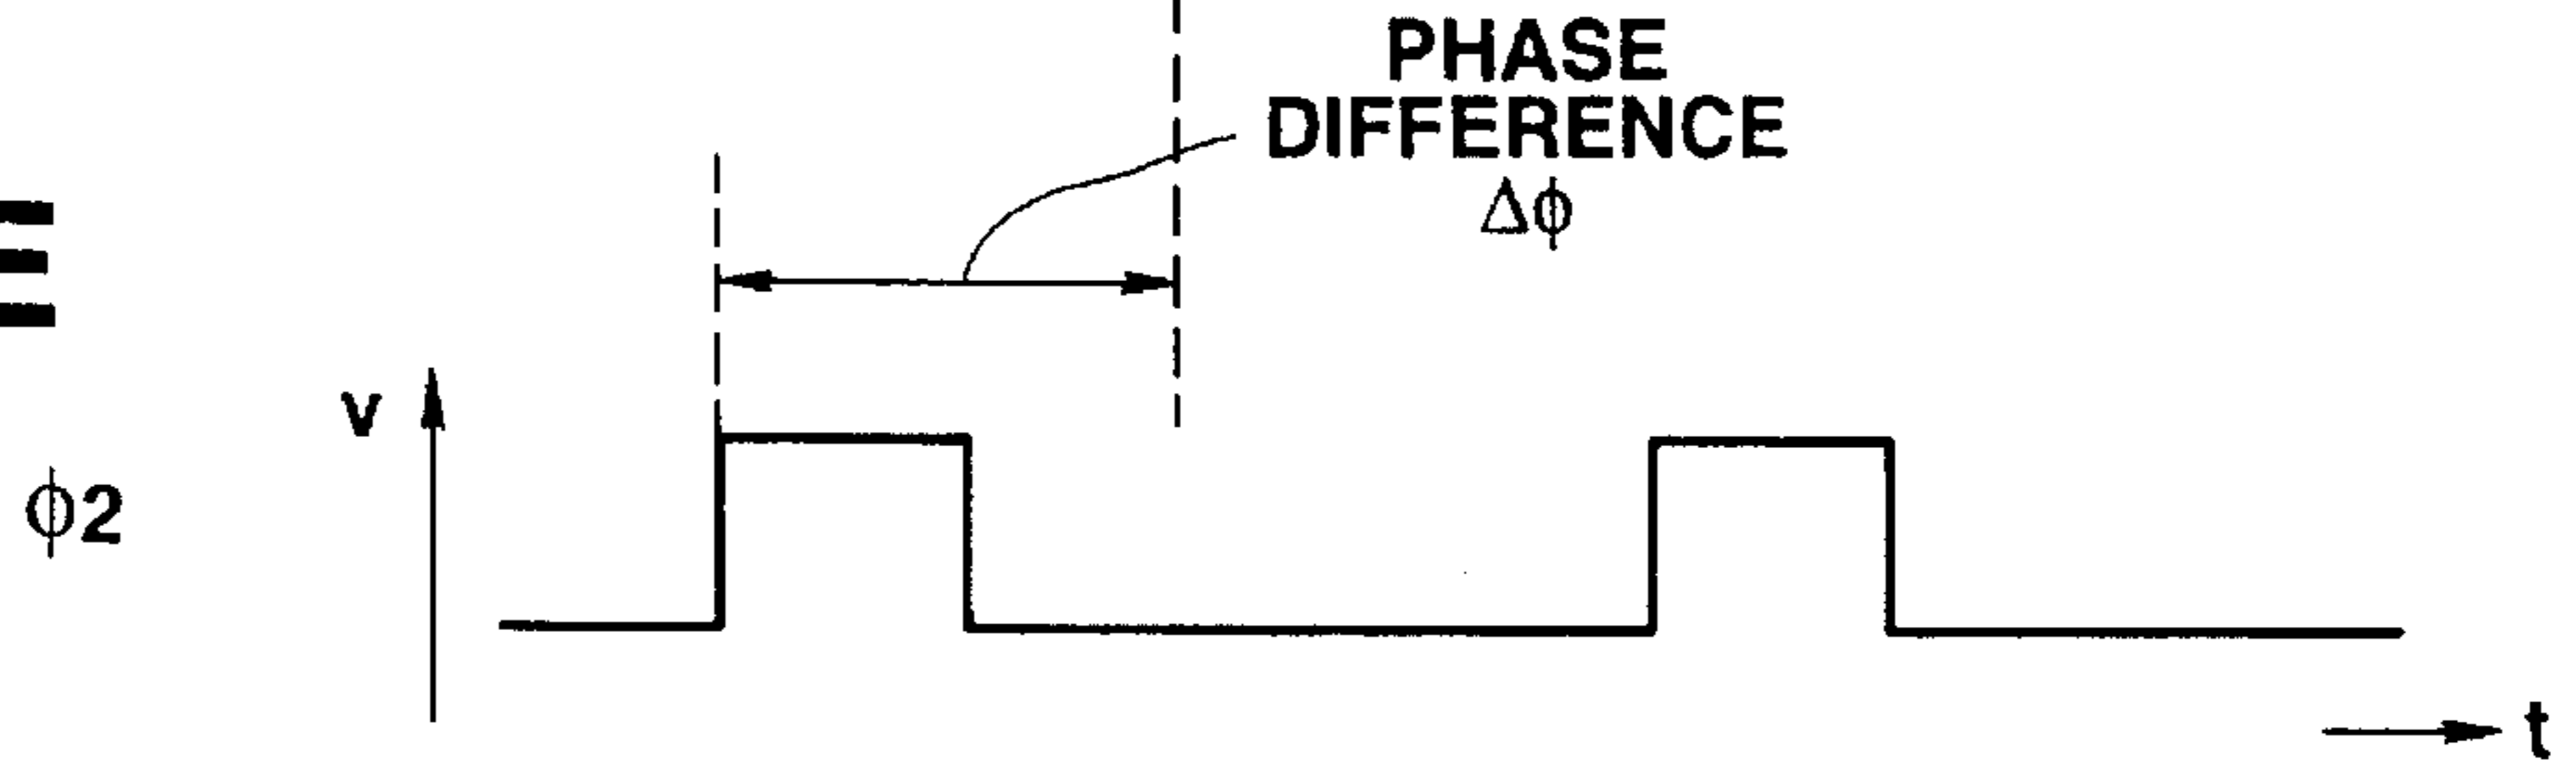 PHASE
DIFFERENCE
Δϕ
v
ϕ2
t